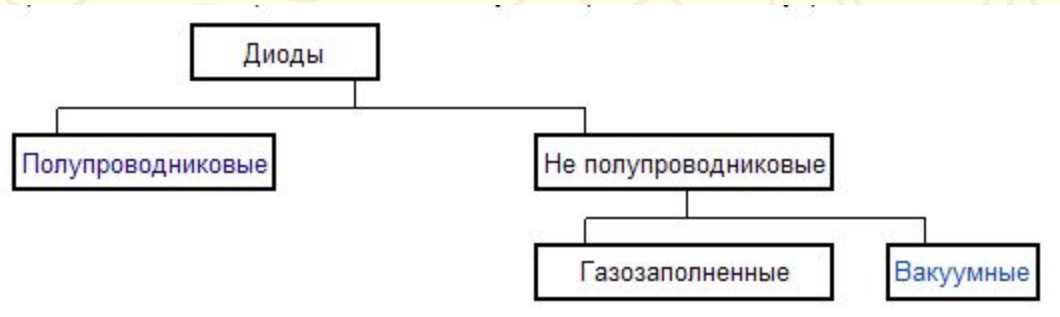 Диоды
Полупроводниковые
Не полупроводниковые
Газозаполненные
Вакуумные